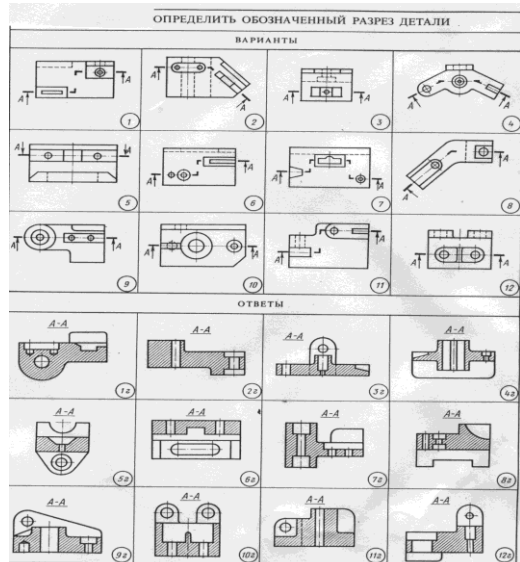 ОПРЕДЕЛИТЬ ОБОЗНАЧЕННЫЙ РАЗРЕЗ ДЕТАЛИ
ВАРИАНТЫ
А А А А А А А А
1 2 3 4
А А А А А А А А
5 6 7 8
А А А А А А А А
9 10 11 12
ОТВЕТЫ
А-А А-А А-А А-А
1г 2г 3г 4г
А-А А-А А-А А-А
5г 6г 7г 8г
А-А А-А А-А А-А
9г 10г 11г 12г